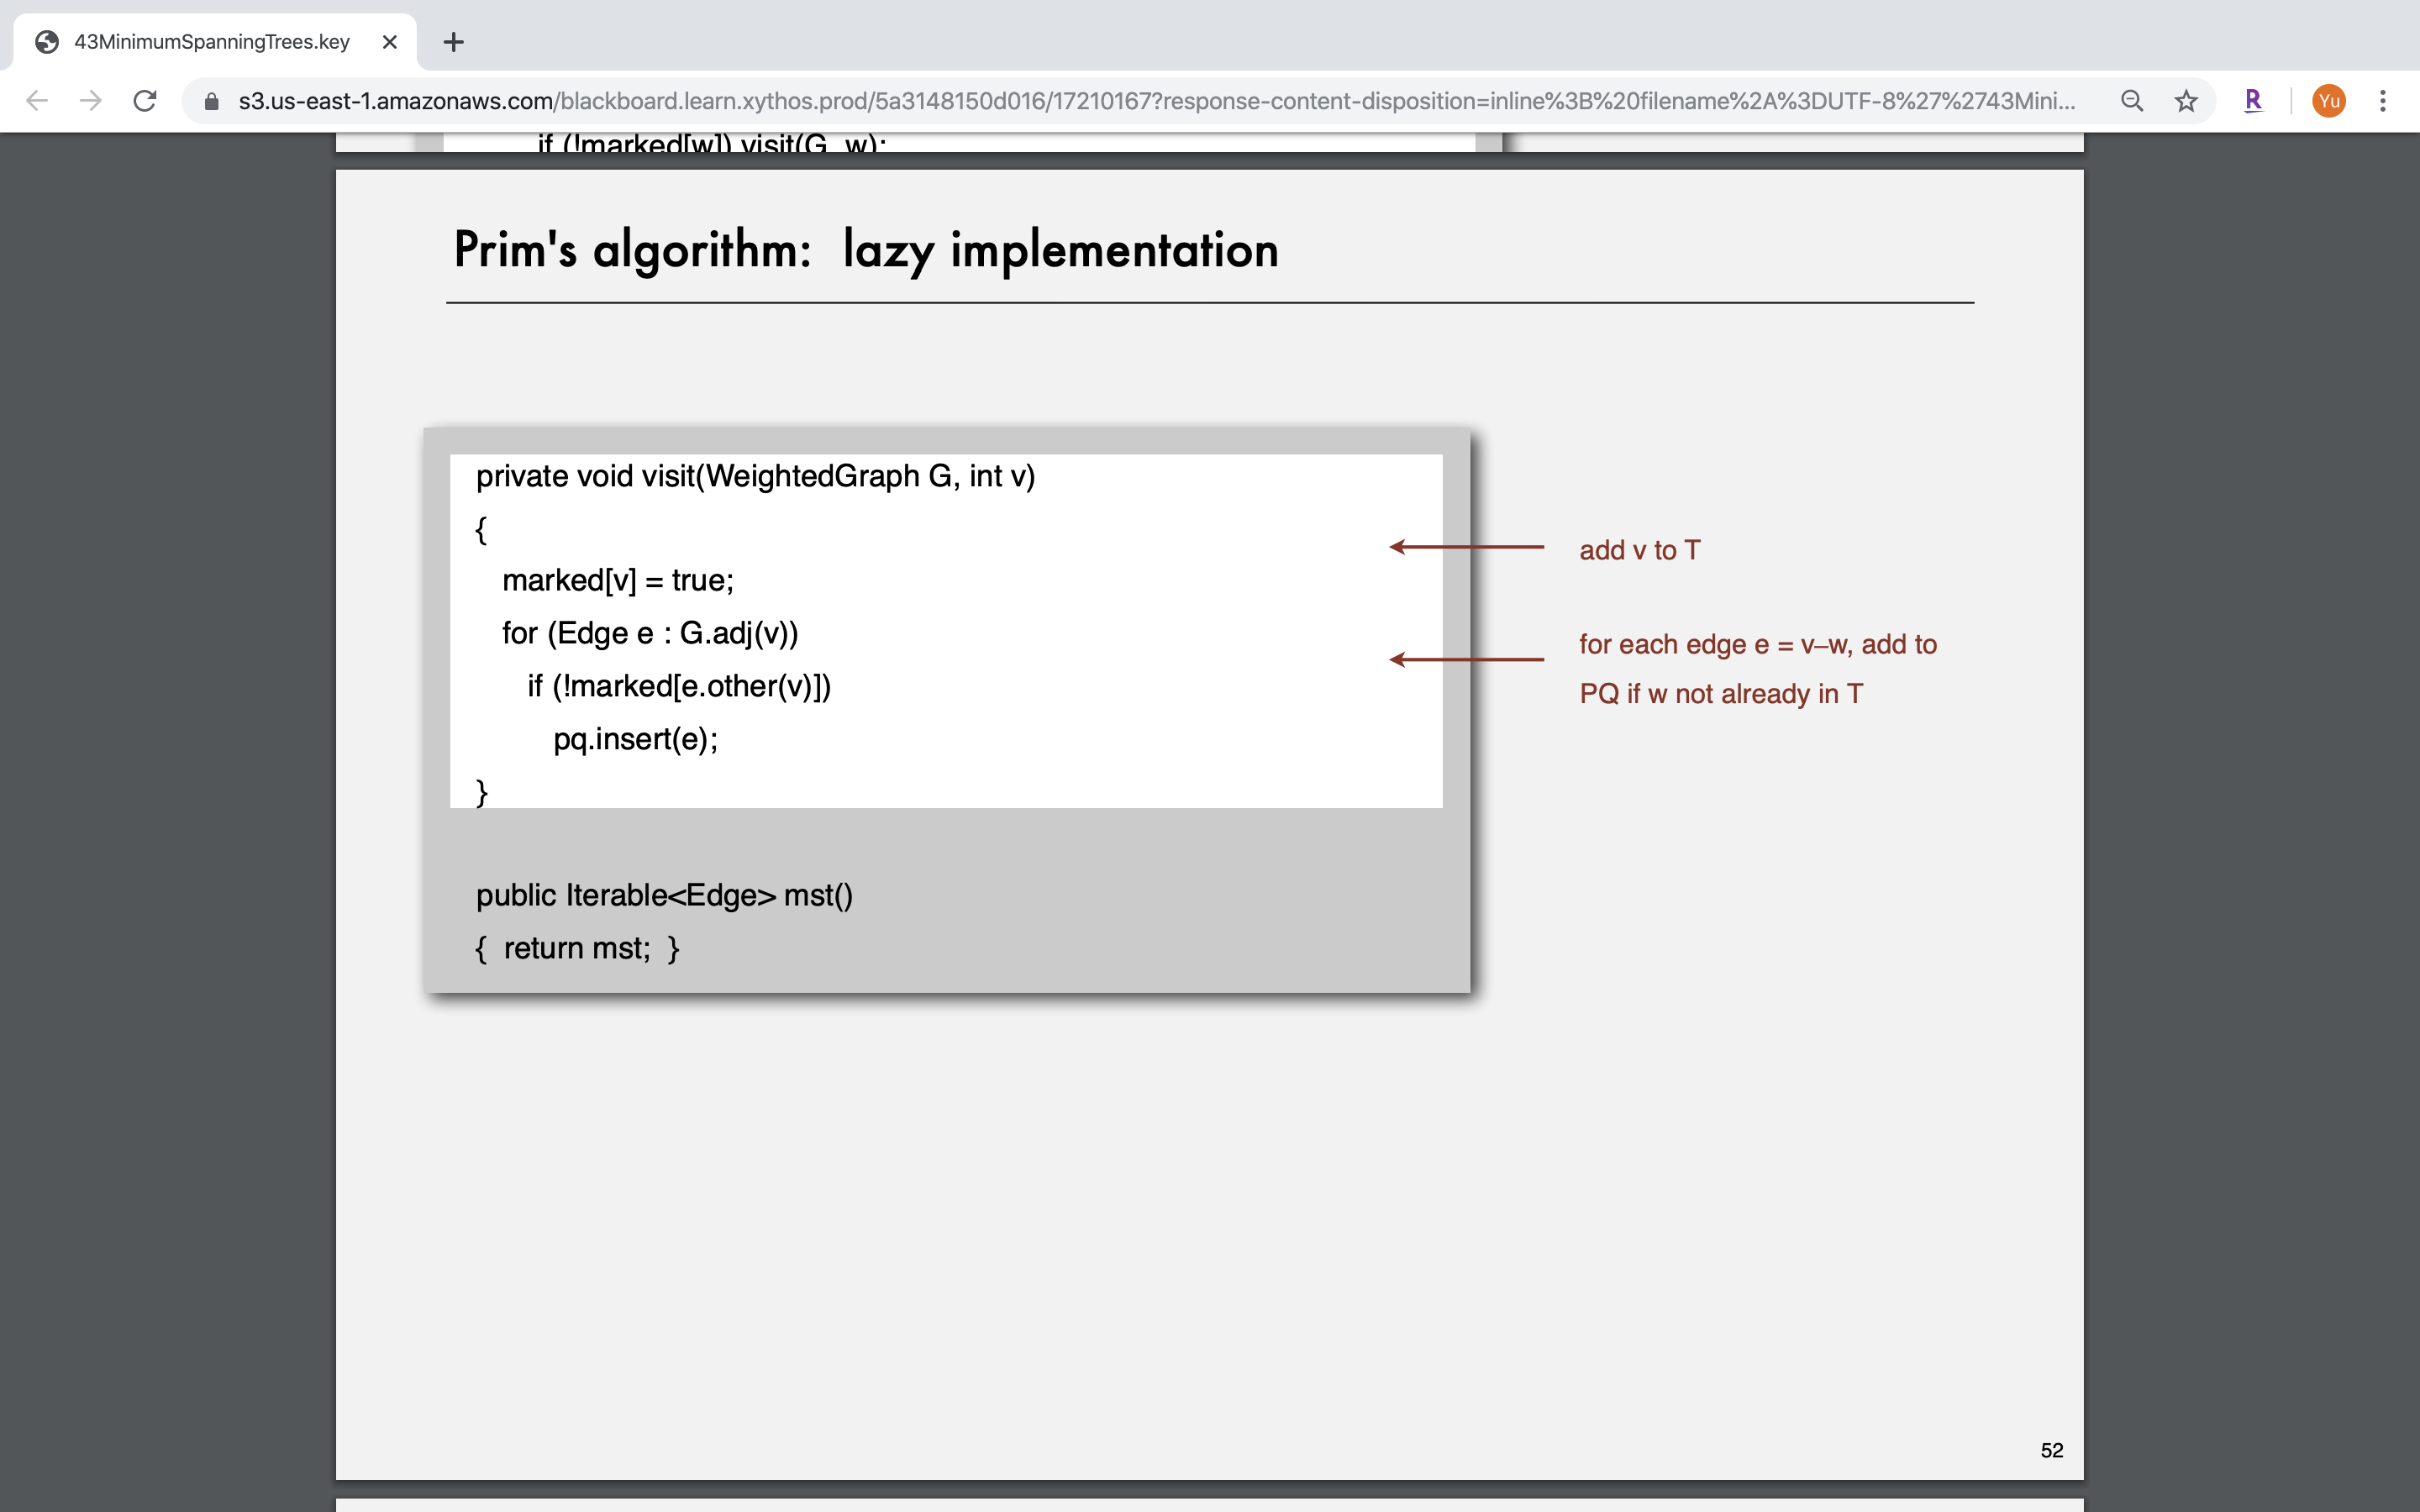 43MinimumSpanningTrees.key
s3.us-east-1.amazonaws.com/blackboard.learn.xythos.prod/5a3148150d016/17210167?response-content-disposition=inline%3B%20filename%2A%3DUTF-8%27%2743Mini...
R
Yu
if (!marked[w]) visit(G, w);
Prim's algorithm: lazy implementation
private void visit(WeightedGraph G, int v)
{
marked[v] = true;
for (Edge e : G.adj(v))
if (!marked[e.other(v)])
pq.insert(e);
}
public Iterable<Edge> mst()
{ return mst; }
add v to T
for each edge e = v–w, add to
PQ if w not already in T
52